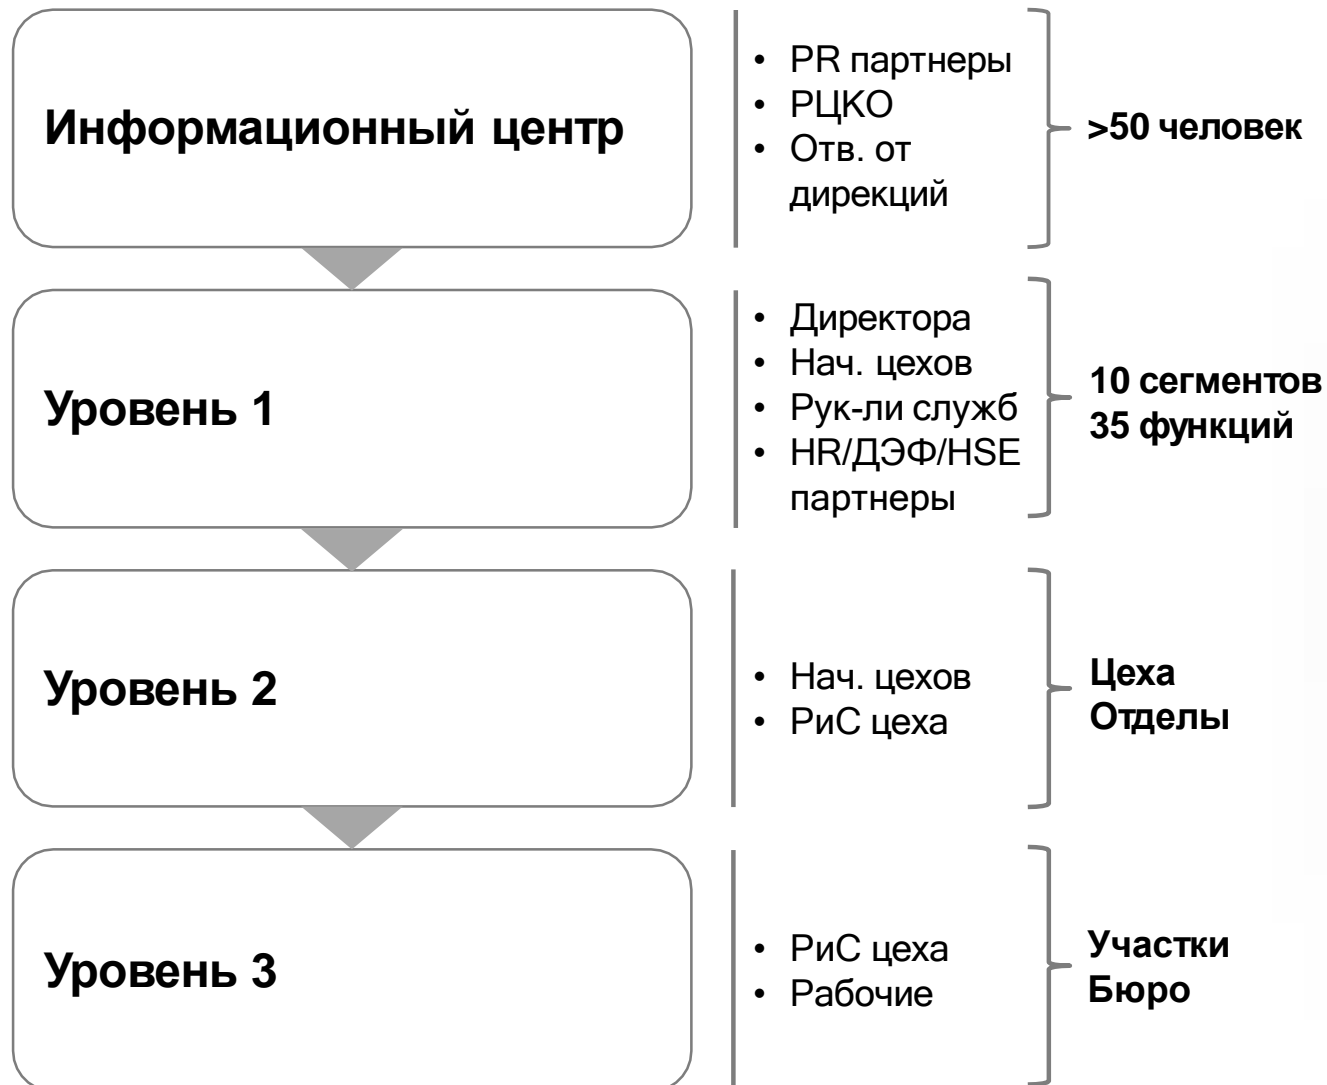 Информационный центр
• PR партнеры
• РЦКО
• Отв. от
дирекций
>50 человек
Уровень 1
• Директора
• Нач. цехов
• Рук-ли служб
• HR/ДЭФ/HSE
партнеры
10 сегментов
35 функций
Уровень 2
• Нач. цехов
• РиС цеха
Цеха
Отделы
Уровень 3
• РиС цеха
• Рабочие
Участки
Бюро